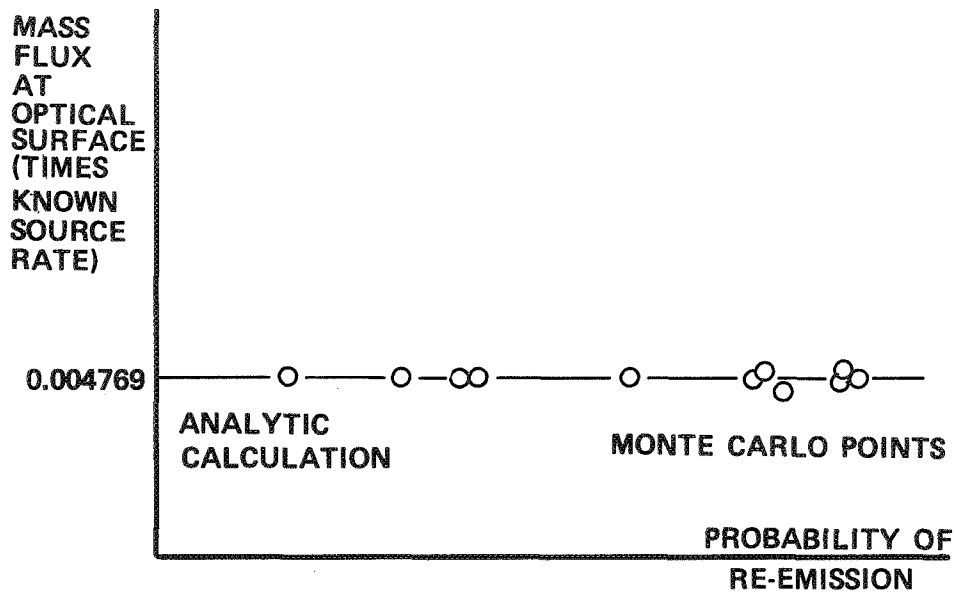 MASS
FLUX
AT
OPTICAL
SURFACE
(TIMES
KNOWN
SOURCE
RATE)
0.004769
ANALYTIC
CALCULATION
MONTE CARLO POINTS
PROBABILITY OF
RE-EMISSION